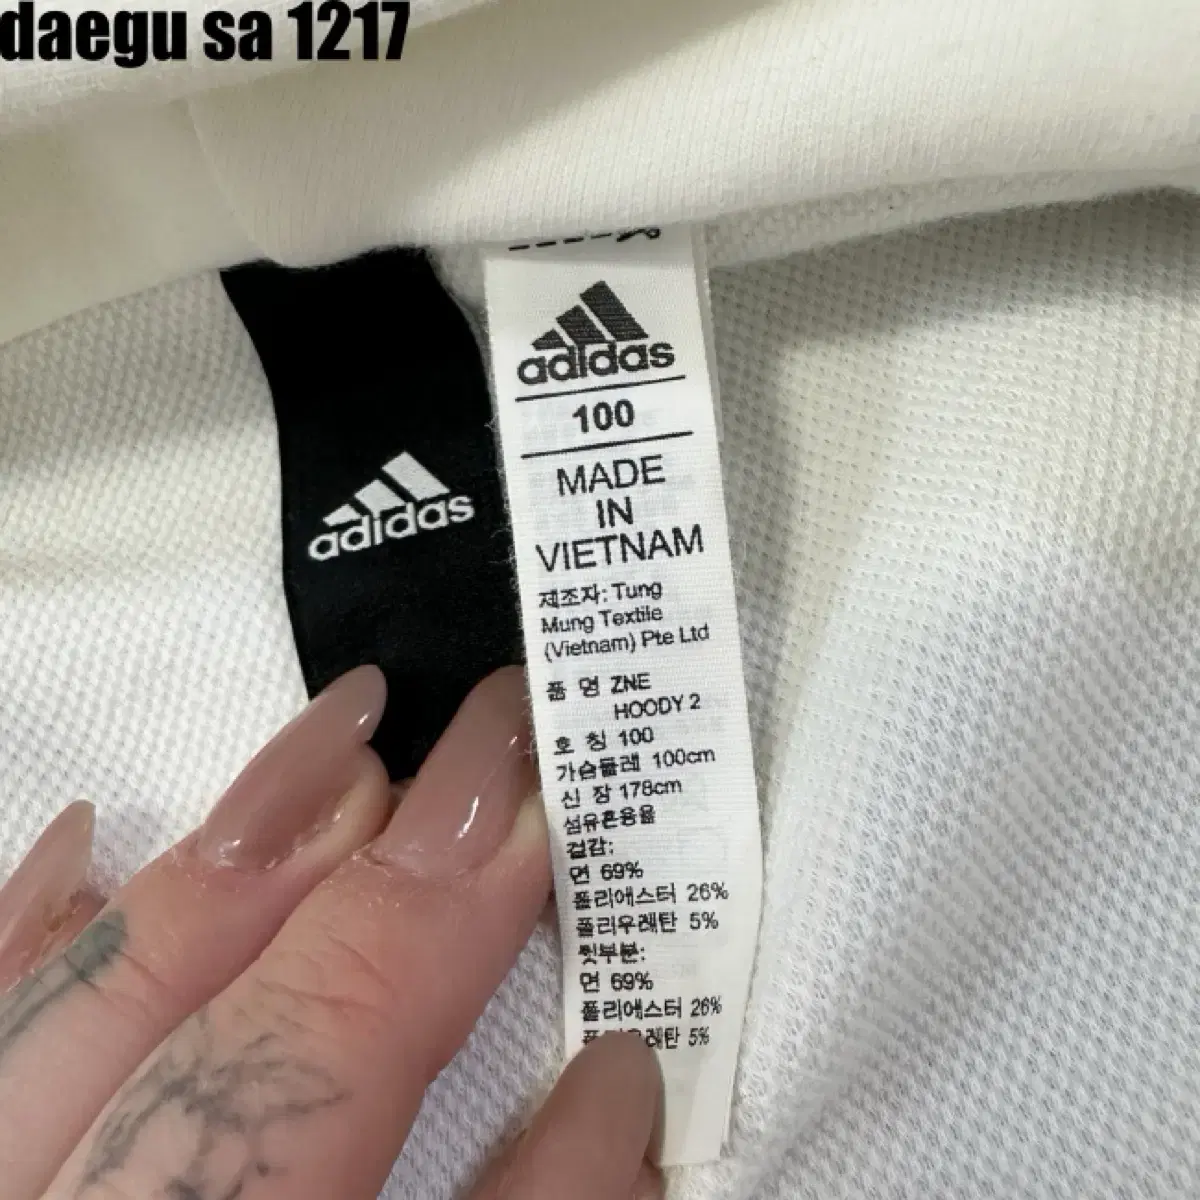 daegu sa 1217
adidas
adidas
100
MADE
IN
VIETNAM
제조자: Tung
Mung Textile
(Vietnam) Pte Ltd
품 명 ZNE
HOODY 2
호 칭 100
가슴둘레 100cm
신 장 178cm
섬유혼용율
겉감:
면 69%
폴리에스터 26%
폴리우레탄 5%
윗부분:
면 69%
폴리에스터 26%
레탄 5%